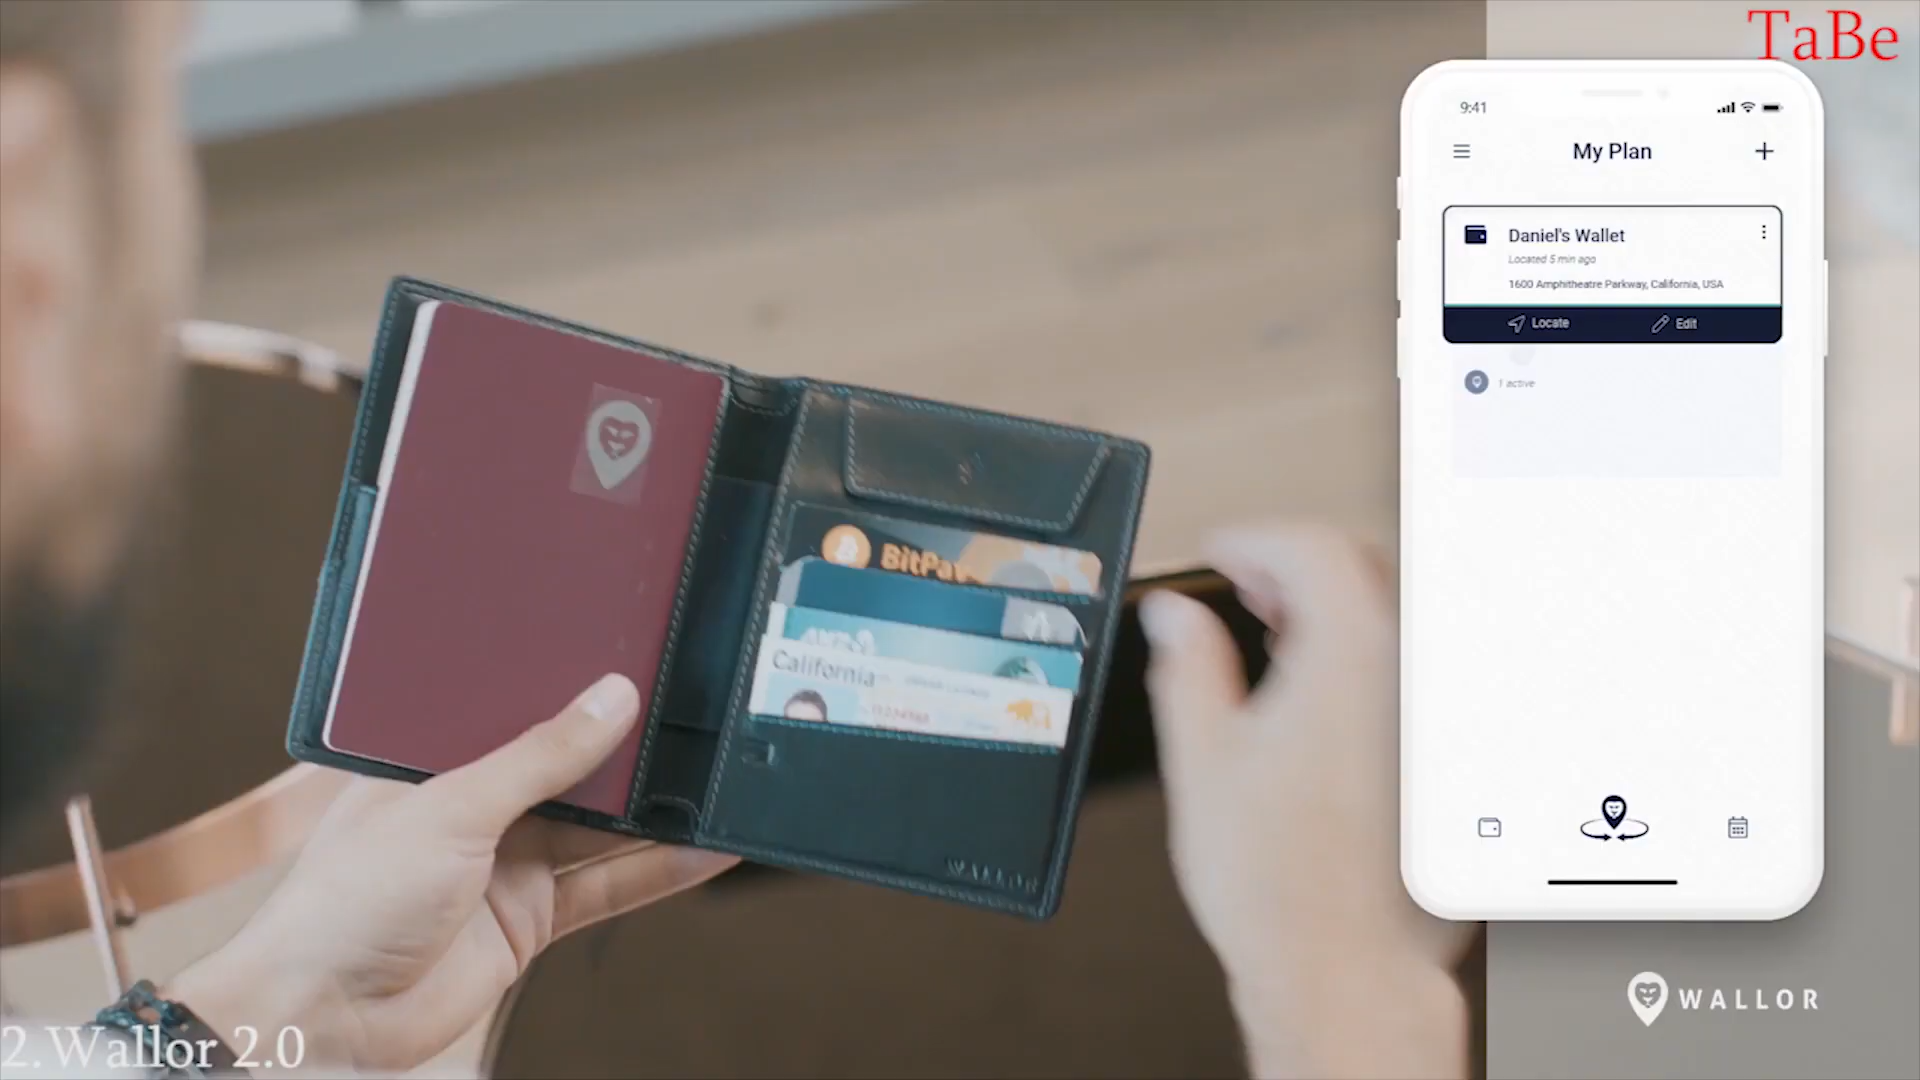 TaBe
9:41
My Plan
Daniel's Wallet
Located 5 min ago
1600 Amphitheatre Parkway, California, USA
Locate
Edit
1 active
BitPay
California
WALLOR
WALLOR
2.Wallor 2.0